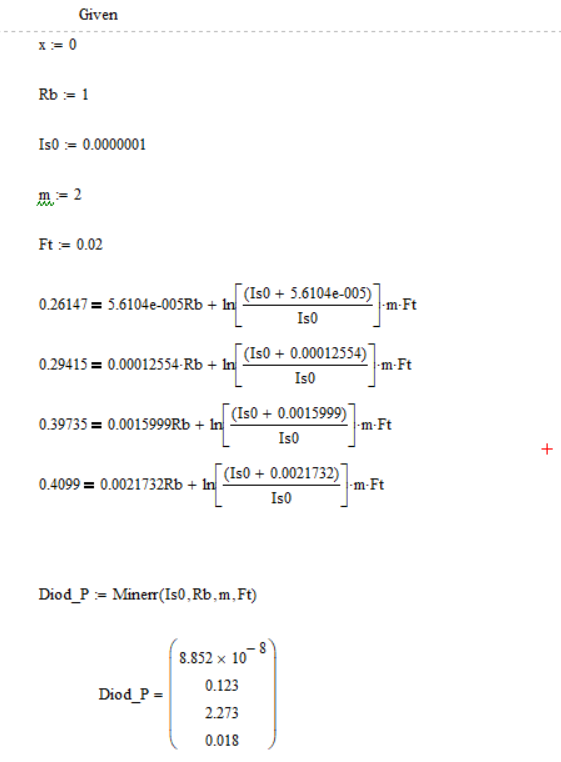 Given
x := 0
Rb := 1
Is0 := 0.0000001
m := 2
Ft := 0.02
0.26147 = 5.6104e-005Rb + ln[(Is0 + 5.6104e-005)/Is0]·m·Ft
0.29415 = 0.00012554·Rb + ln[(Is0 + 0.00012554)/Is0]·m·Ft
0.39735 = 0.0015999Rb + ln[(Is0 + 0.0015999)/Is0]·m·Ft
0.4099 = 0.0021732Rb + ln[(Is0 + 0.0021732)/Is0]·m·Ft
Diod_P := Minerr(Is0,Rb,m,Ft)
8.852 × 10⁻⁸
0.123
Diod_P =
2.273
0.018